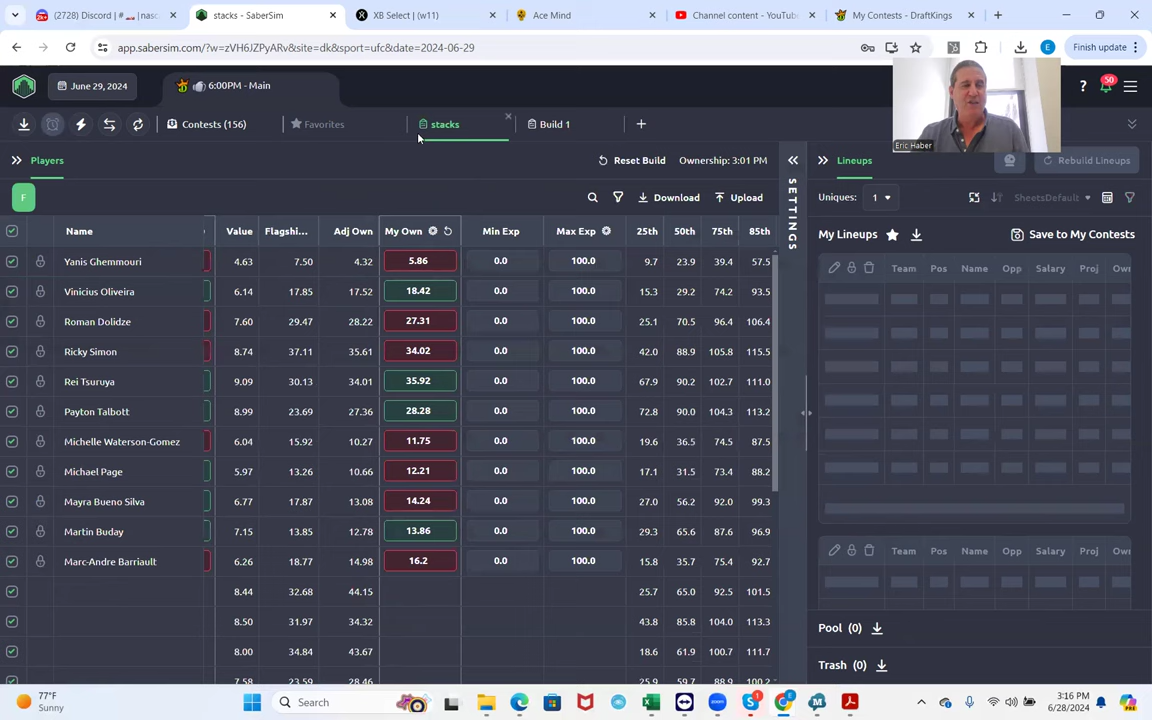 (2728) Discord | # 🏎️ | nasc
stacks - SaberSim
XB Select | (w11)
Ace Mind
Channel content - YouTube
My Contests - DraftKings
app.sabersim.com/?w=zVH6JZPyARv&site=dk&sport=ufc&date=2024-06-29
E
Finish update
June 29, 2024
6:00PM - Main
?
50
Contests (156)
Favorites
stacks
Build 1
Eric Haber
Players
Reset Build
Ownership: 3:01 PM
Lineups
Rebuild Lineups
F
Download
Upload
SETTINGS
Uniques:
1
SheetsDefault
Name
Value
Flagshi...
Adj Own
My Own
Min Exp
Max Exp
25th
50th
75th
85th
My Lineups
Save to My Contests
Yanis Ghemmouri 4.63 7.50 4.32 5.86 0.0 100.0 9.7 23.9 39.4 57.5
Team Pos Name Opp Salary Proj Own
Vinicius Oliveira 6.14 17.85 17.52 18.42 0.0 100.0 15.3 29.2 74.2 93.5
Roman Dolidze 7.60 29.47 28.22 27.31 0.0 100.0 25.1 70.5 96.4 106.4
Ricky Simon 8.74 37.11 35.61 34.02 0.0 100.0 42.0 88.9 105.8 115.5
Rei Tsuruya 9.09 30.13 34.01 35.92 0.0 100.0 67.9 90.2 102.7 111.0
Payton Talbott 8.99 23.69 27.36 28.28 0.0 100.0 72.8 90.0 104.3 113.2
Michelle Waterson-Gomez 6.04 15.92 10.27 11.75 0.0 100.0 19.6 36.5 74.5 87.5
Michael Page 5.97 13.26 10.66 12.21 0.0 100.0 17.1 31.5 73.4 88.2
Mayra Bueno Silva 6.77 17.87 13.08 14.24 0.0 100.0 27.0 56.2 92.0 99.3
Martin Buday 7.15 13.85 12.78 13.86 0.0 100.0 29.3 65.6 87.6 96.9
Team Pos Name Opp Salary Proj Own
Marc-Andre Barriault 6.26 18.77 14.98 16.2 0.0 100.0 15.8 35.7 75.4 92.7
8.44 32.68 44.15 25.7 65.0 92.5 101.5
8.50 31.97 34.32 43.8 85.8 104.0 113.3
Pool (0)
8.00 34.84 43.67 18.6 61.9 100.7 111.7
Trash (0)
77°F
Sunny
Search
3:16 PM
6/28/2024